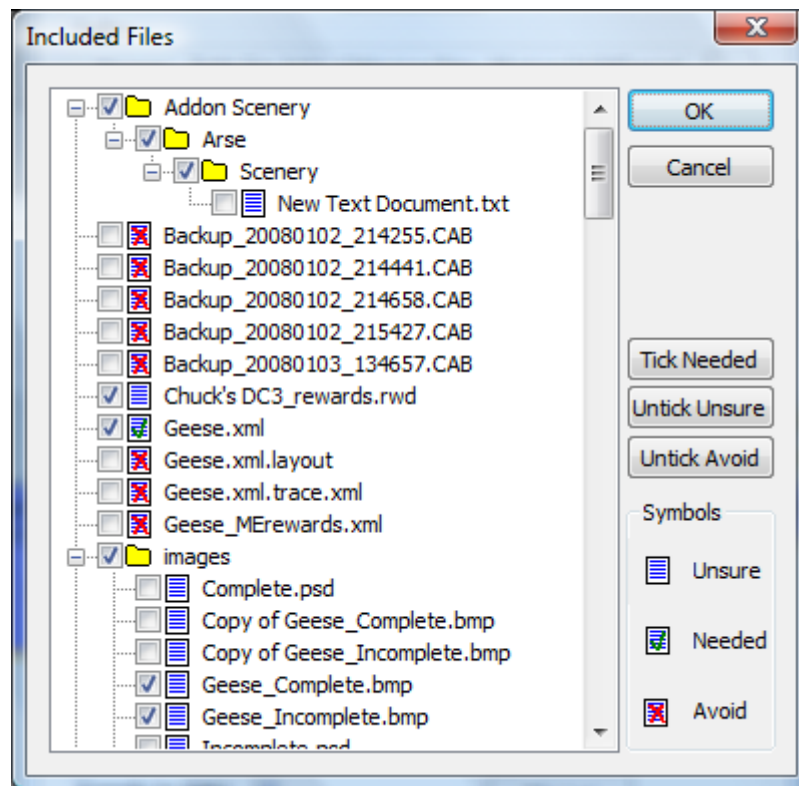 Included Files
Addon Scenery
Arse
Scenery
New Text Document.txt
Backup_20080102_214255.CAB
Backup_20080102_214441.CAB
Backup_20080102_214658.CAB
Backup_20080102_215427.CAB
Backup_20080103_134657.CAB
Chuck's DC3_rewards.rwd
Geese.xml
Geese.xml.layout
Geese.xml.trace.xml
Geese_MErewards.xml
images
Complete.psd
Copy of Geese_Complete.bmp
Copy of Geese_Incomplete.bmp
Geese_Complete.bmp
Geese_Incomplete.bmp
Incomplete.psd
OK
Cancel
Tick Needed
Untick Unsure
Untick Avoid
Symbols
Unsure
Needed
Avoid